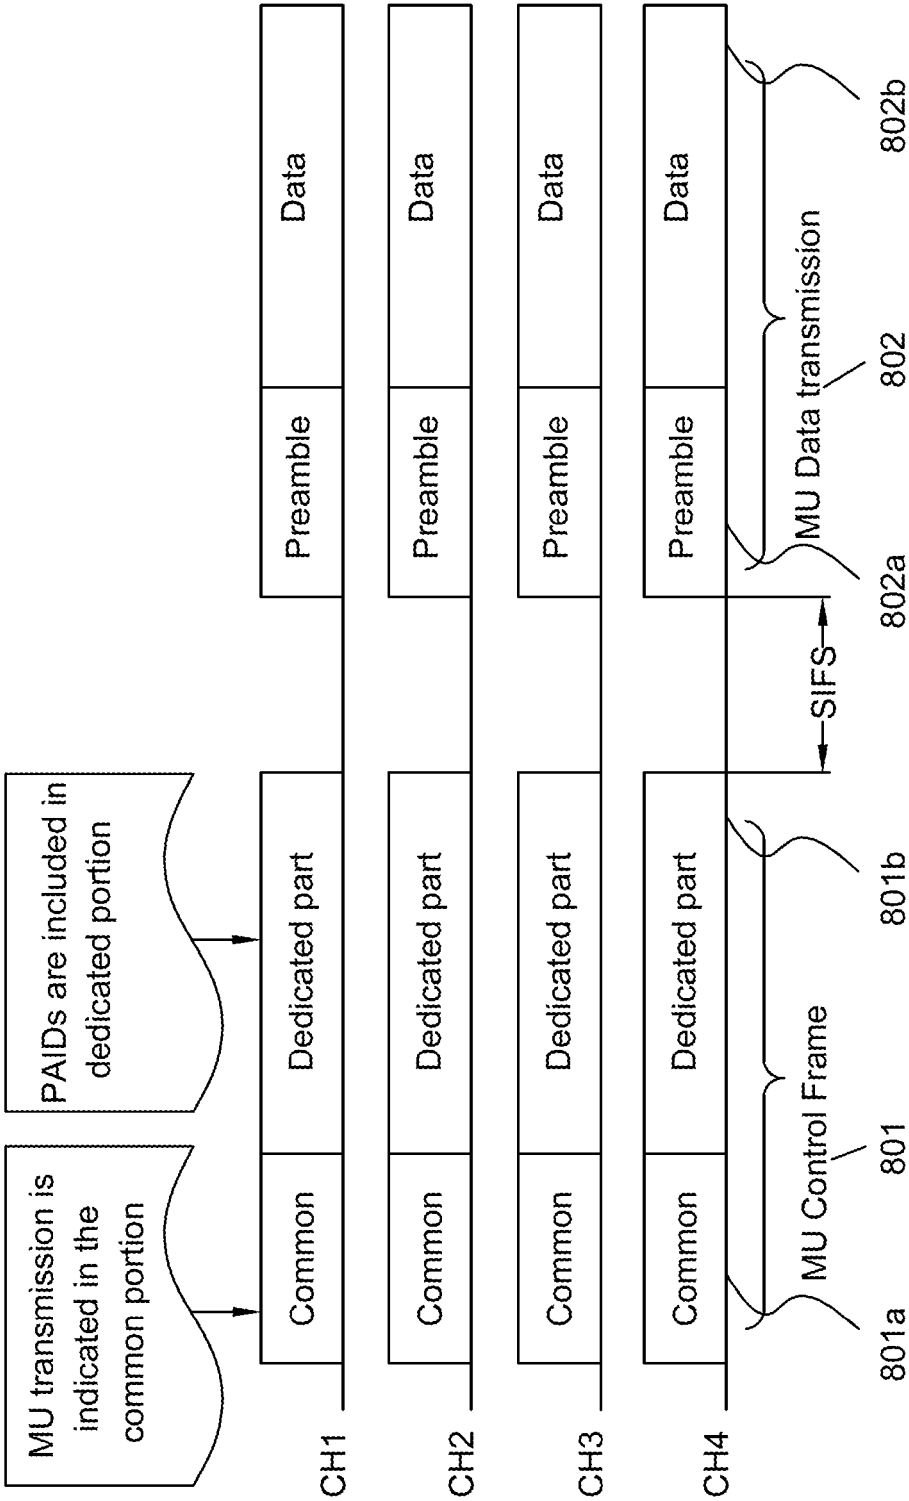 MU transmission is
indicated in the
common portion
PAIDs are included in
dedicated portion
CH1
Common
Dedicated part
Preamble
Data
CH2
Common
Dedicated part
Preamble
Data
CH3
Common
Dedicated part
Preamble
Data
CH4
Common
Dedicated part
Preamble
Data
SIFS
MU Control Frame
MU Data transmission
801a
801
801b
802a
802
802b